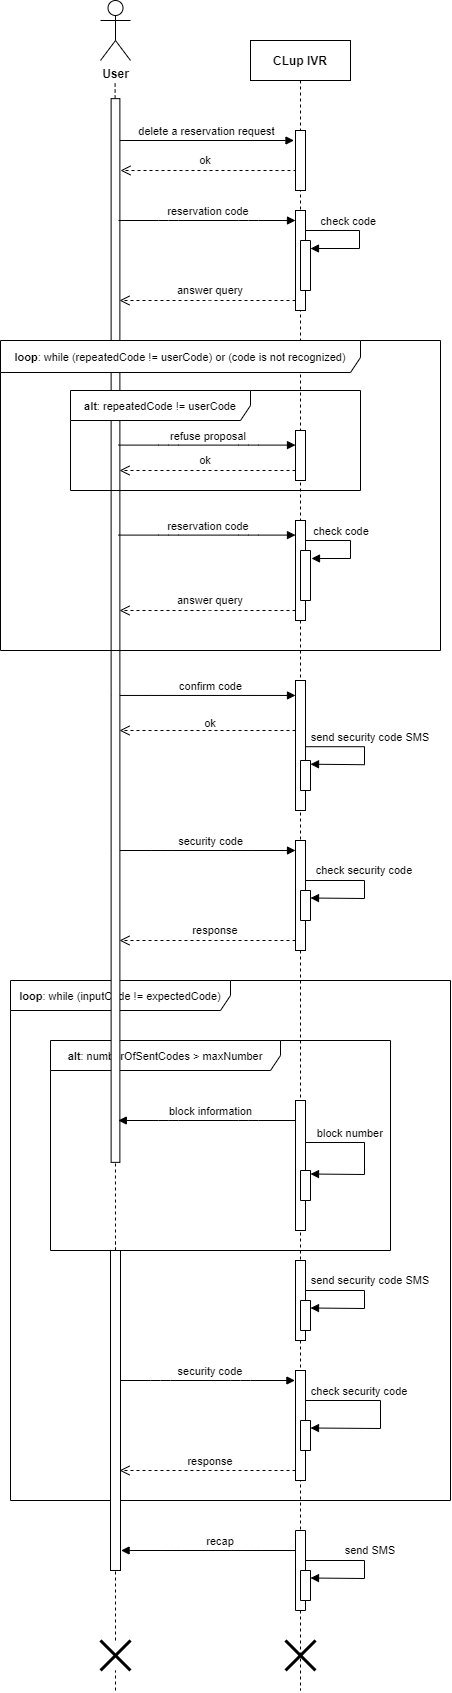 User
CLup IVR
delete a reservation request
ok
reservation code
check code
answer query
loop: while (repeatedCode != userCode) or (code is not recognized)
alt: repeatedCode != userCode
refuse proposal
ok
reservation code
check code
answer query
confirm code
ok
send security code SMS
security code
check security code
response
loop: while (inputCode != expectedCode)
alt: numberOfSentCodes > maxNumber
block information
block number
send security code SMS
security code
check security code
response
recap
send SMS